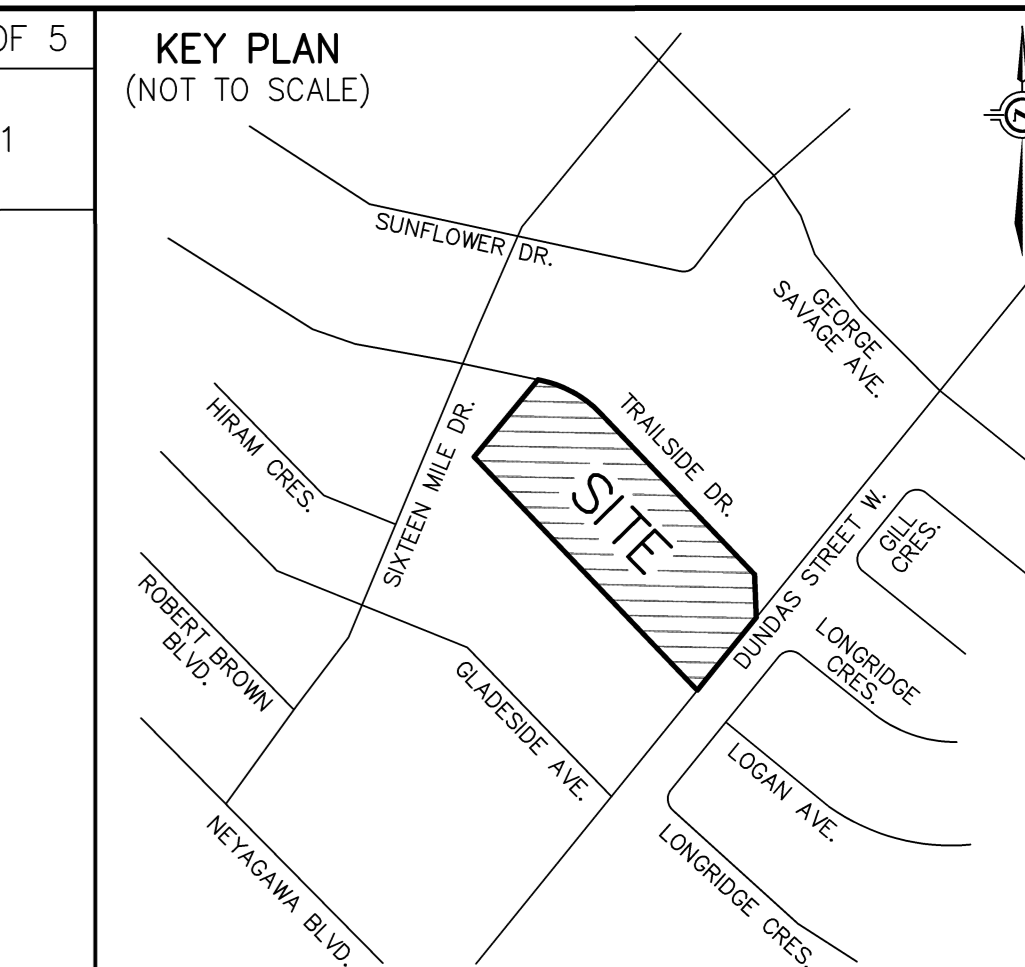 OF 5
1
KEY PLAN
(NOT TO SCALE)
SUNFLOWER DR.
GEORGE
SAVAGE AVE.
TRAILSIDE DR.
HIRAM CRES.
SIXTEEN MILE DR.
SITE
DUNDAS STREET W.
GILL
CRES.
ROBERT BROWN
BLVD.
LONGRIDGE
CRES.
GLADESIDE AVE.
LOGAN AVE.
NEYAGAWA BLVD.
LONGRIDGE CRES.